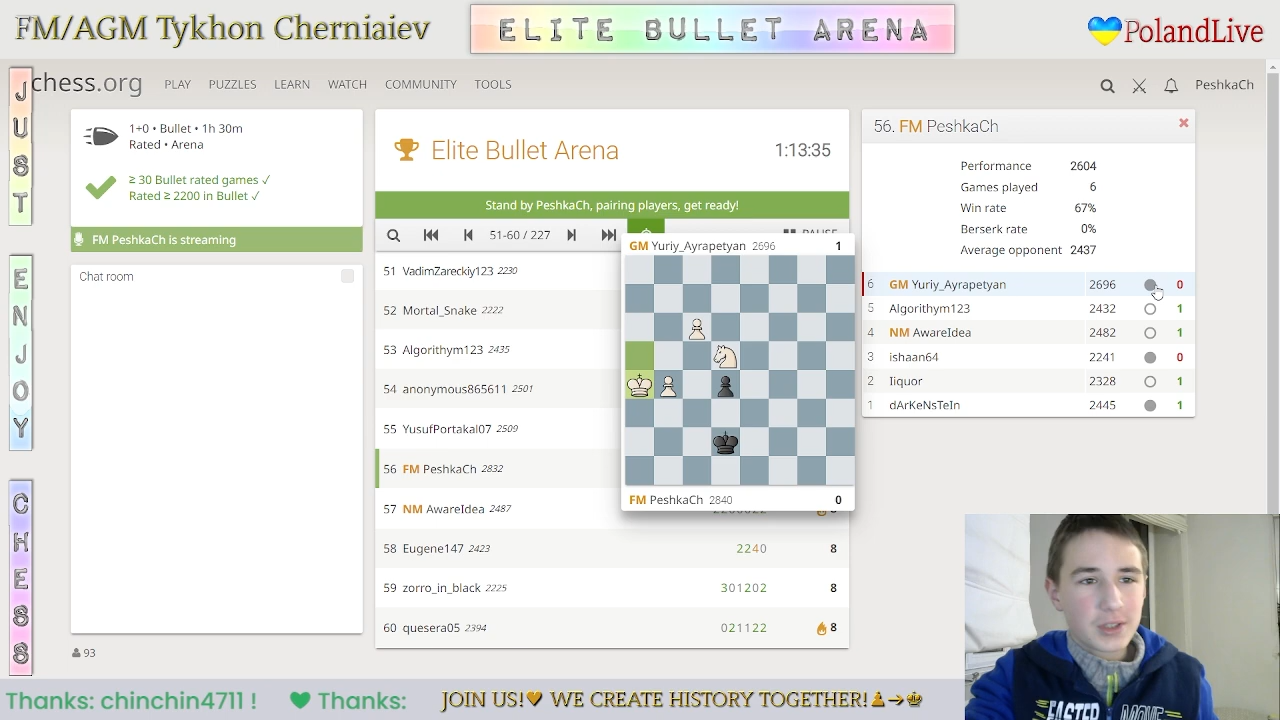 FM/AGM Tykhon Cherniaiev
ELITE BULLET ARENA
PolandLive
JUST
ENJOY
CHESS
chess.org
PLAY
PUZZLES
LEARN
WATCH
COMMUNITY
TOOLS
PeshkaCh
1+0 • Bullet • 1h 30m
Rated • Arena
≥ 30 Bullet rated games ✓
Rated ≥ 2200 in Bullet ✓
FM PeshkaCh is streaming
Chat room
93
Elite Bullet Arena
1:13:35
Stand by PeshkaCh, pairing players, get ready!
51-60 / 227
PAUSE
51 VadimZareckiy123 2230
52 Mortal_Snake 2222
53 Algorithym123 2435
54 anonymous865611 2501
55 YusufPortakal07 2509
56 FM PeshkaCh 2832
57 NM AwareIdea 2487
58 Eugene147 2423 2240 8
59 zorro_in_black 2225 301202 8
60 quesera05 2394 021122 8
GM Yuriy_Ayrapetyan 2696 1
FM PeshkaCh 2840 0
56. FM PeshkaCh
Performance 2604
Games played 6
Win rate 67%
Berserk rate 0%
Average opponent 2437
6 GM Yuriy_Ayrapetyan 2696 0
5 Algorithym123 2432 1
4 NM AwareIdea 2482 1
3 ishaan64 2241 0
2 Iiquor 2328 1
1 dArKeNsTeIn 2445 1
Thanks: chinchin4711 !
Thanks:
JOIN US! WE CREATE HISTORY TOGETHER!